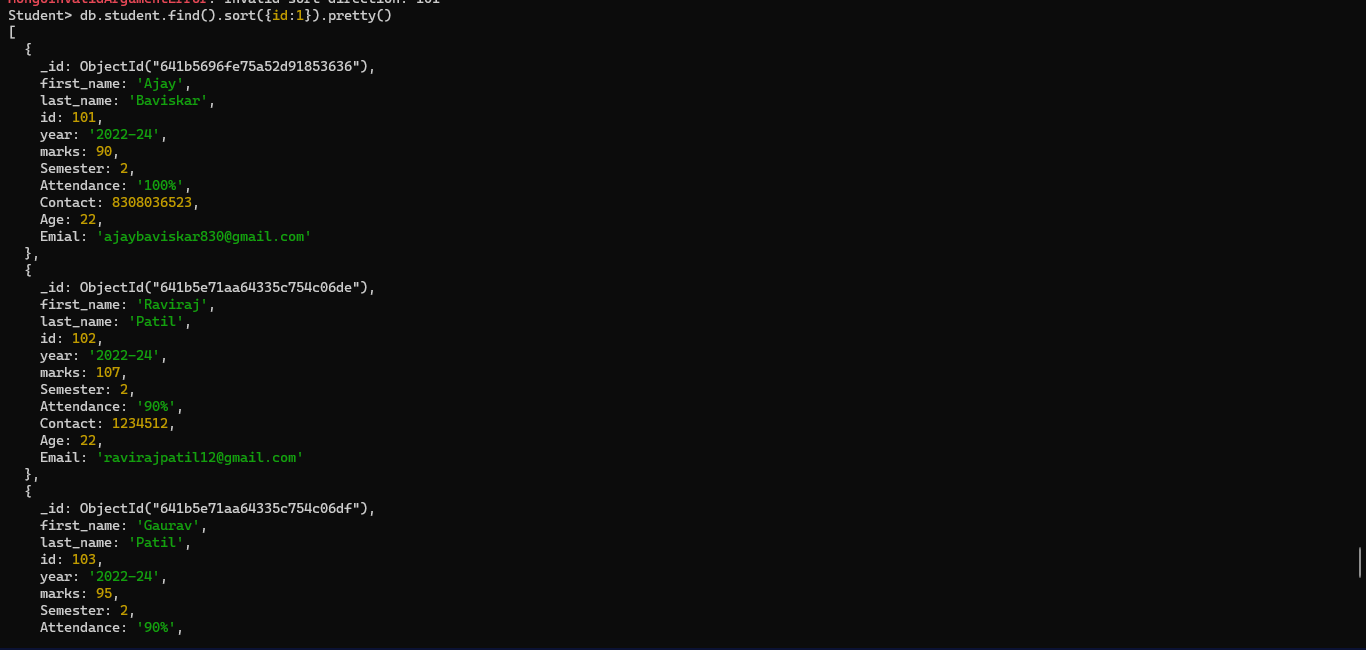 MongoInvalidArgumentError: Invalid sort direction: 101
Student> db.student.find().sort({id:1}).pretty()
[
  {
    _id: ObjectId("641b5696fe75a52d91853636"),
    first_name: 'Ajay',
    last_name: 'Baviskar',
    id: 101,
    year: '2022-24',
    marks: 90,
    Semester: 2,
    Attendance: '100%',
    Contact: 8308036523,
    Age: 22,
    Emial: 'ajaybaviskar830@gmail.com'
  },
  {
    _id: ObjectId("641b5e71aa64335c754c06de"),
    first_name: 'Raviraj',
    last_name: 'Patil',
    id: 102,
    year: '2022-24',
    marks: 107,
    Semester: 2,
    Attendance: '90%',
    Contact: 1234512,
    Age: 22,
    Email: 'ravirajpatil12@gmail.com'
  },
  {
    _id: ObjectId("641b5e71aa64335c754c06df"),
    first_name: 'Gaurav',
    last_name: 'Patil',
    id: 103,
    year: '2022-24',
    marks: 95,
    Semester: 2,
    Attendance: '90%',